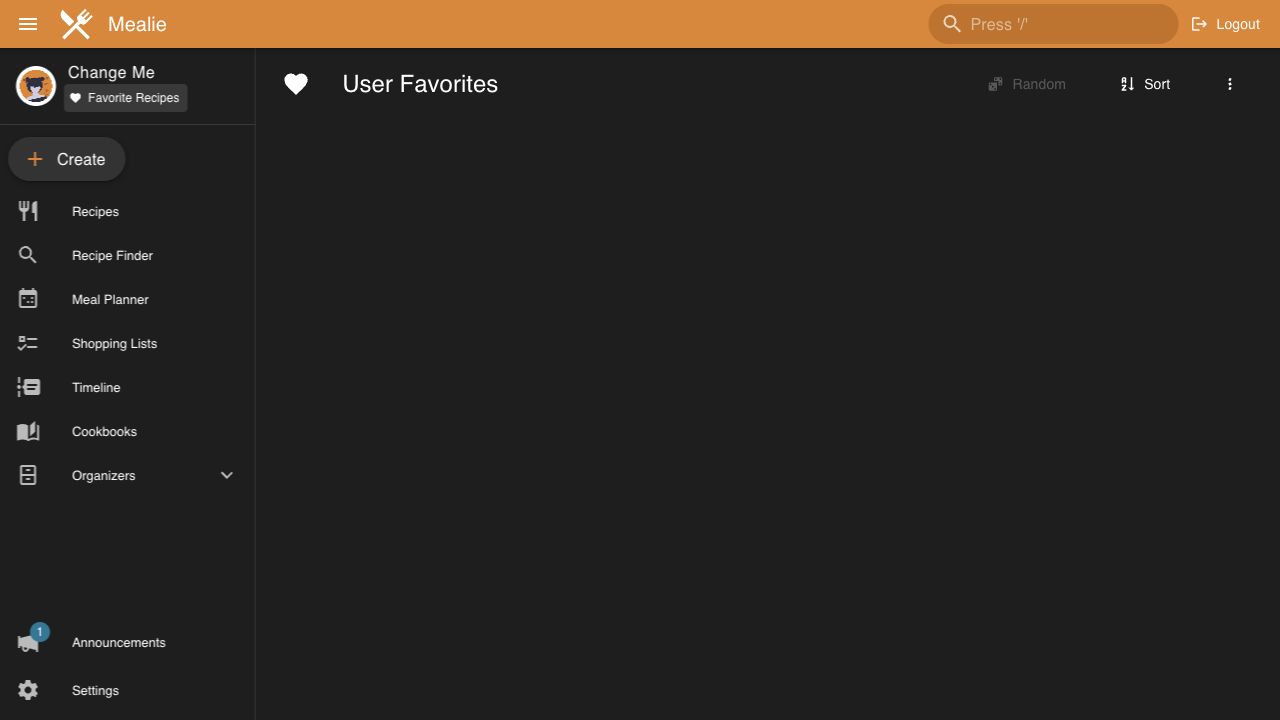 Mealie
Press '/'
Logout
Change Me
Favorite Recipes
User Favorites
Random
Sort
Create
Recipes
Recipe Finder
Meal Planner
Shopping Lists
Timeline
Cookbooks
Organizers
1
Announcements
Settings